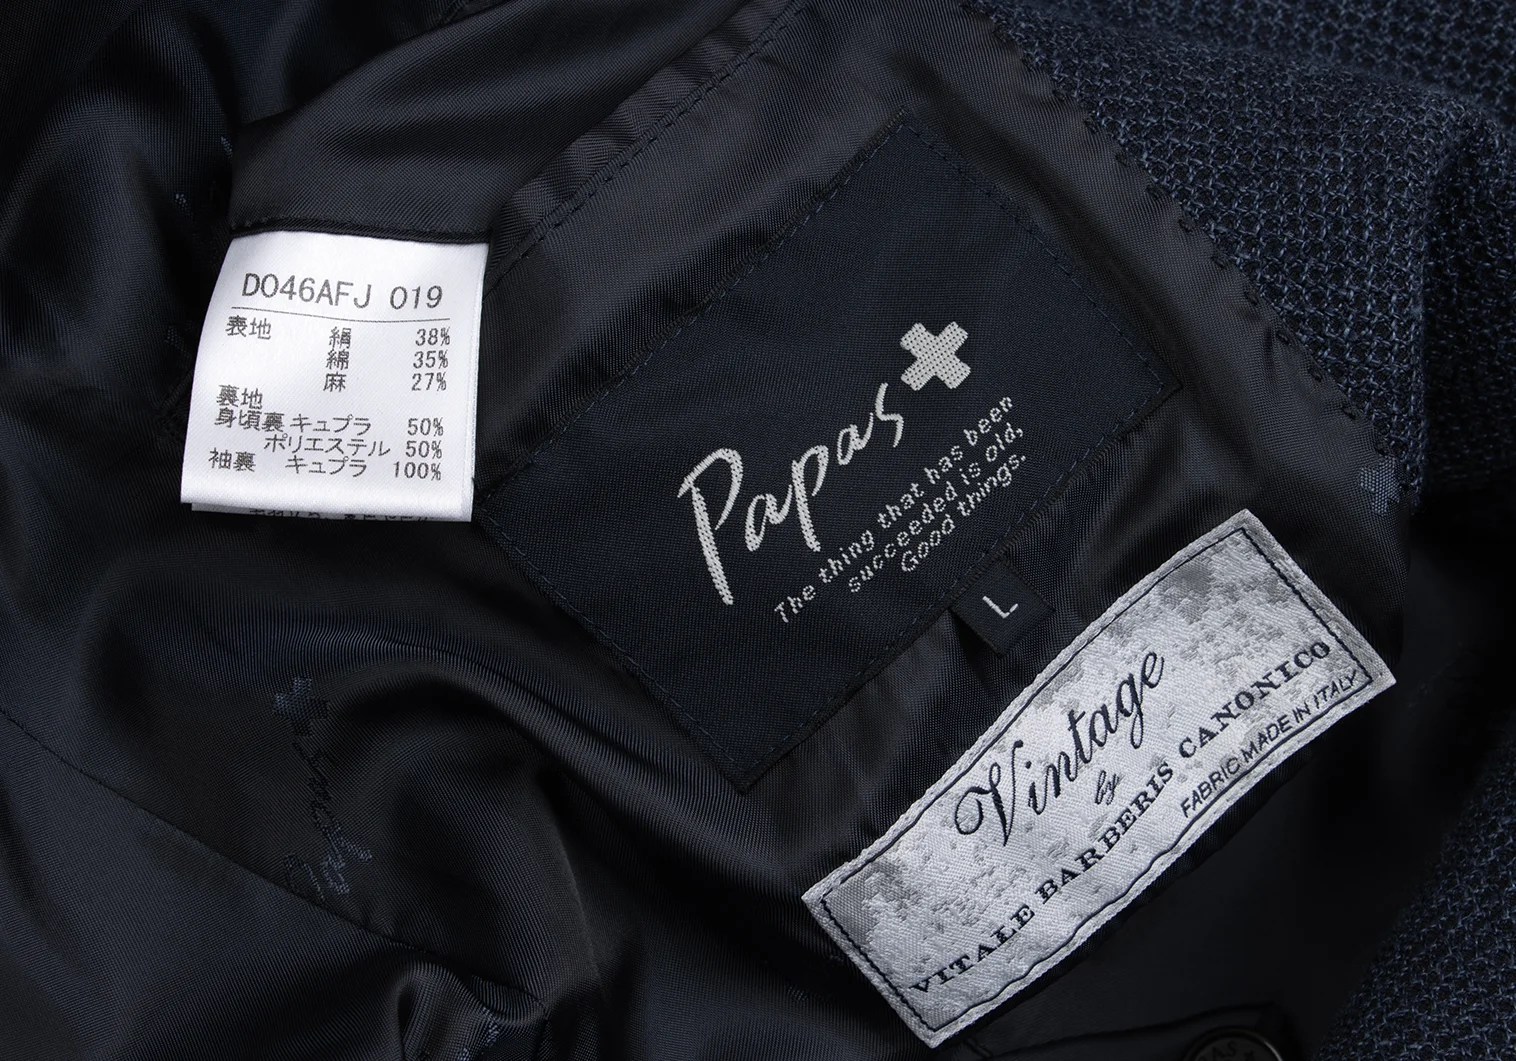 DO46AFJ 019
表地 絹 38%
綿 35%
麻 27%
裏地
身頃裏 キュプラ 50%
ポリエステル 50%
袖裏 キュプラ 100%
Papas
The thing that has been
succeeded is old,
Good things.
L
Vintage
by
VITALE BARBERIS CANONICO
FABRIC MADE IN ITALY